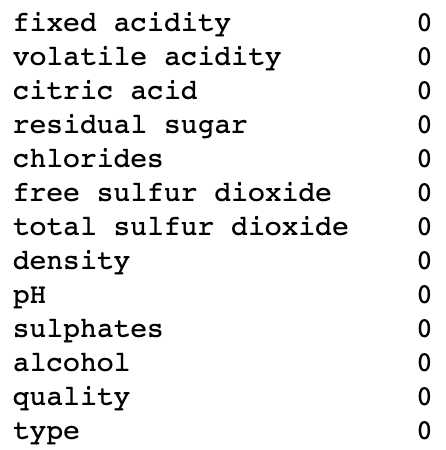 fixed acidity 0
volatile acidity 0
citric acid 0
residual sugar 0
chlorides 0
free sulfur dioxide 0
total sulfur dioxide 0
density 0
pH 0
sulphates 0
alcohol 0
quality 0
type 0